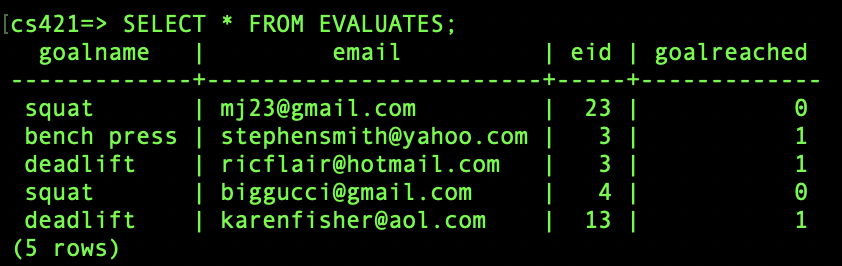 [cs421=> SELECT * FROM EVALUATES;
  goalname   |          email          | eid | goalreached
-------------+-------------------------+-----+-------------
 squat       | mj23@gmail.com          |  23 |           0
 bench press | stephensmith@yahoo.com |   3 |           1
 deadlift    | ricflair@hotmail.com    |   3 |           1
 squat       | biggucci@gmail.com      |   4 |           0
 deadlift    | karenfisher@aol.com     |  13 |           1
(5 rows)